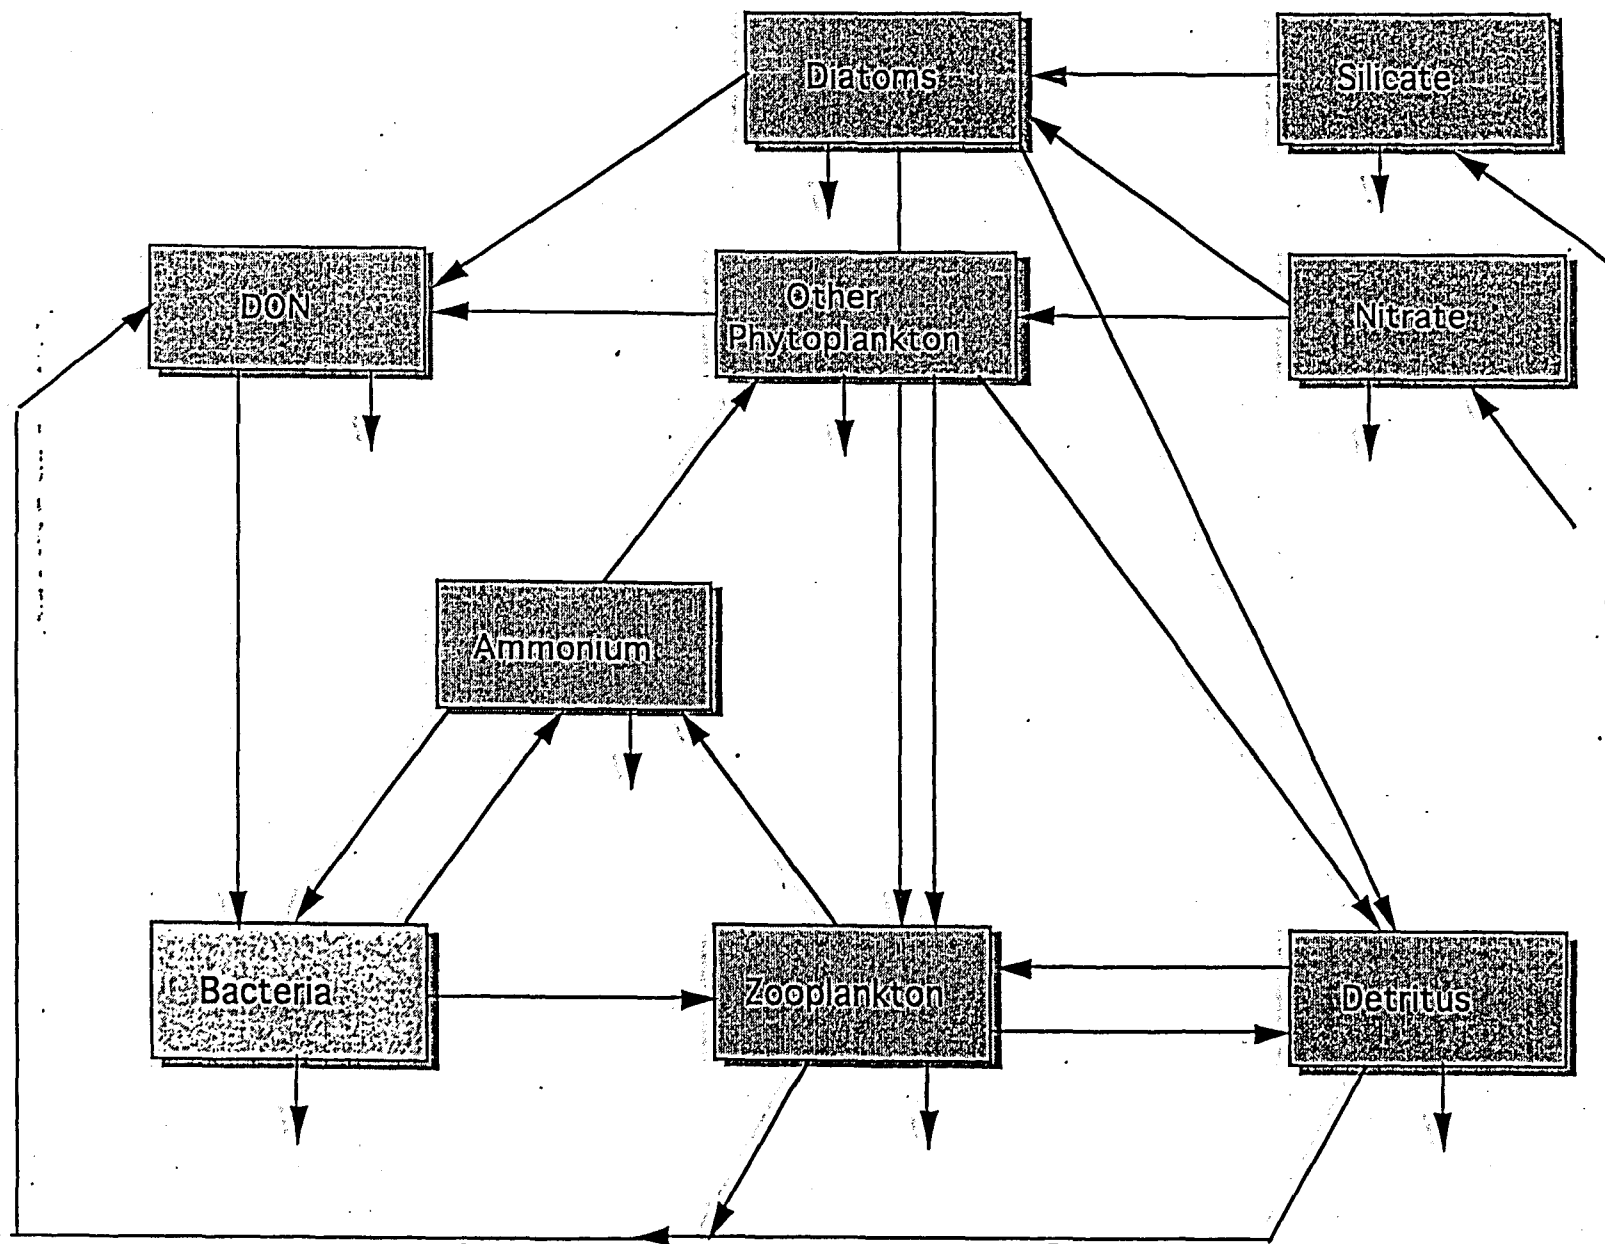 Diatoms
Silicate
DON
Other
Phytoplankton
Nitrate
Ammonium
Bacteria
Zooplankton
Detritus